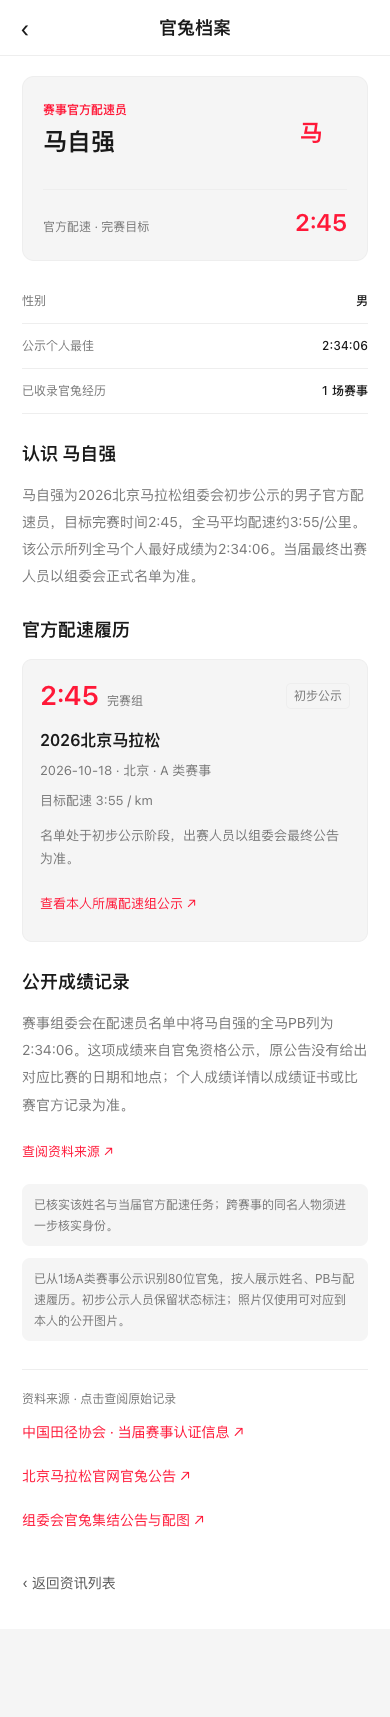 ‹
官兔档案
赛事官方配速员
马自强
马
官方配速 · 完赛目标
2:45
性别
男
公示个人最佳
2:34:06
已收录官兔经历
1 场赛事
认识 马自强
马自强为2026北京马拉松组委会初步公示的男子官方配
速员，目标完赛时间2:45，全马平均配速约3:55/公里。
该公示所列全马个人最好成绩为2:34:06。当届最终出赛
人员以组委会正式名单为准。
官方配速履历
2:45 完赛组
初步公示
2026北京马拉松
2026-10-18 · 北京 · A 类赛事
目标配速 3:55 / km
名单处于初步公示阶段，出赛人员以组委会最终公告
为准。
查看本人所属配速组公示 ↗
公开成绩记录
赛事组委会在配速员名单中将马自强的全马PB列为
2:34:06。这项成绩来自官兔资格公示，原公告没有给出
对应比赛的日期和地点；个人成绩详情以成绩证书或比
赛官方记录为准。
查阅资料来源 ↗
已核实该姓名与当届官方配速任务；跨赛事的同名人物须进
一步核实身份。
已从1场A类赛事公示识别80位官兔，按人展示姓名、PB与配
速履历。初步公示人员保留状态标注；照片仅使用可对应到
本人的公开图片。
资料来源 · 点击查阅原始记录
中国田径协会 · 当届赛事认证信息 ↗
北京马拉松官网官兔公告 ↗
组委会官兔集结公告与配图 ↗
‹ 返回资讯列表